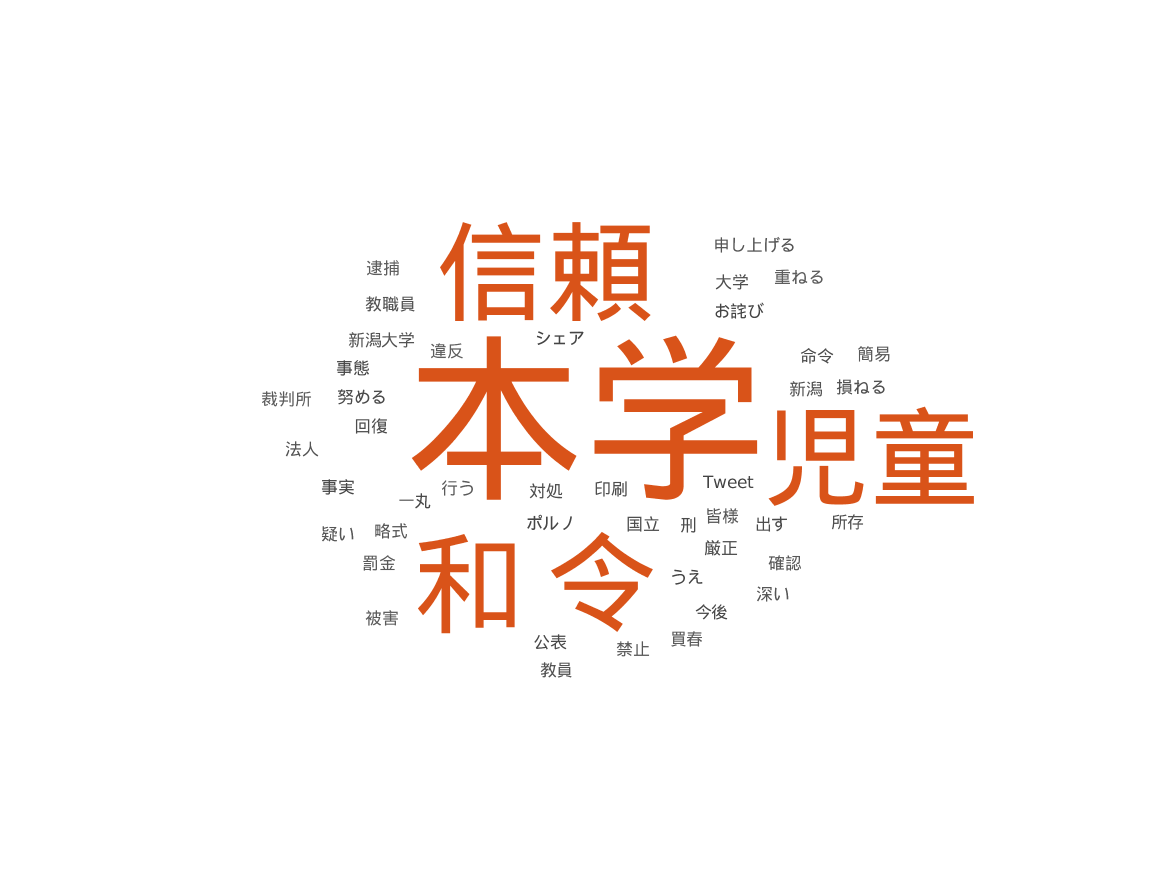 信頼
申し上げる
逮捕
大学
重ねる
教職員
お詫び
新潟大学
違反
シェア
本学
命令
簡易
事態
新潟
損ねる
裁判所
努める
回復
児童
法人
事実
一丸
行う
対処
印刷
Tweet
疑い
略式
ポルノ
国立
刑
皆様
出す
所存
罰金
和
令
厳正
うえ
確認
深い
被害
今後
公表
禁止
買春
教員